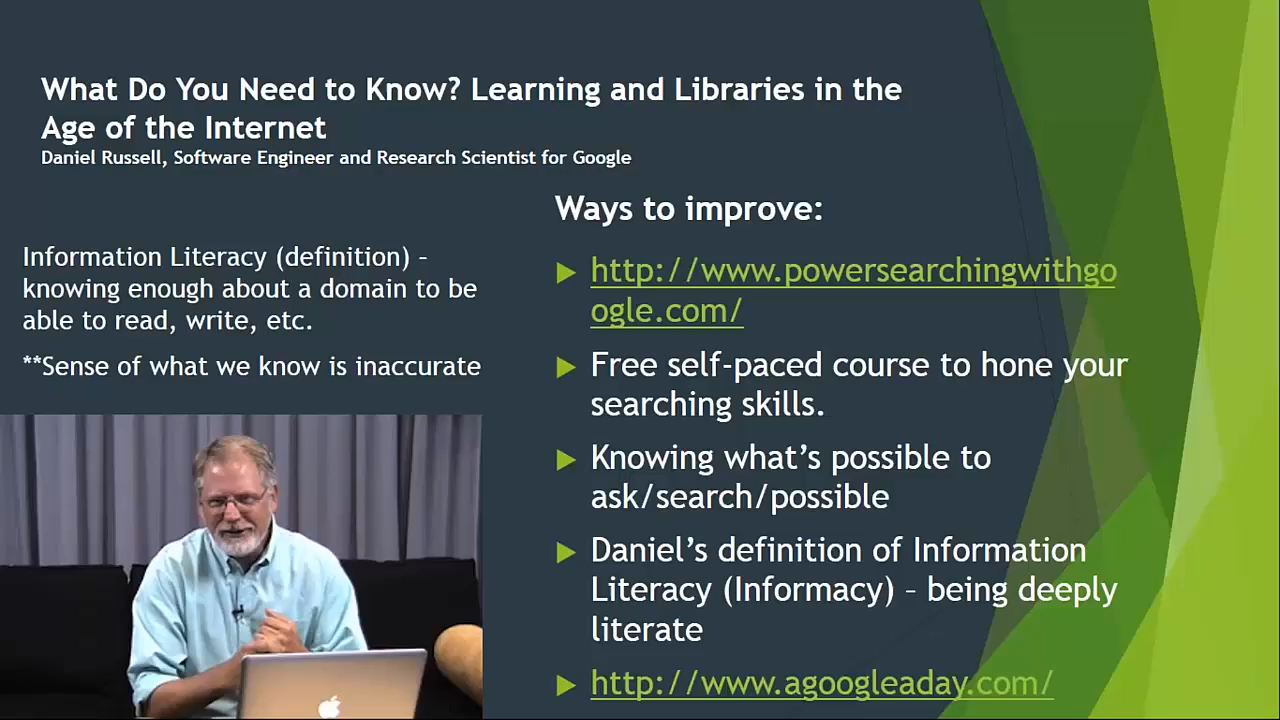 What Do You Need to Know? Learning and Libraries in the
Age of the Internet
Daniel Russell, Software Engineer and Research Scientist for Google
Information Literacy (definition) –
knowing enough about a domain to be
able to read, write, etc.
**Sense of what we know is inaccurate
Ways to improve:
http://www.powersearchingwithgo
ogle.com/
Free self-paced course to hone your
searching skills.
Knowing what's possible to
ask/search/possible
Daniel's definition of Information
Literacy (Informacy) – being deeply
literate
http://www.agoogleaday.com/